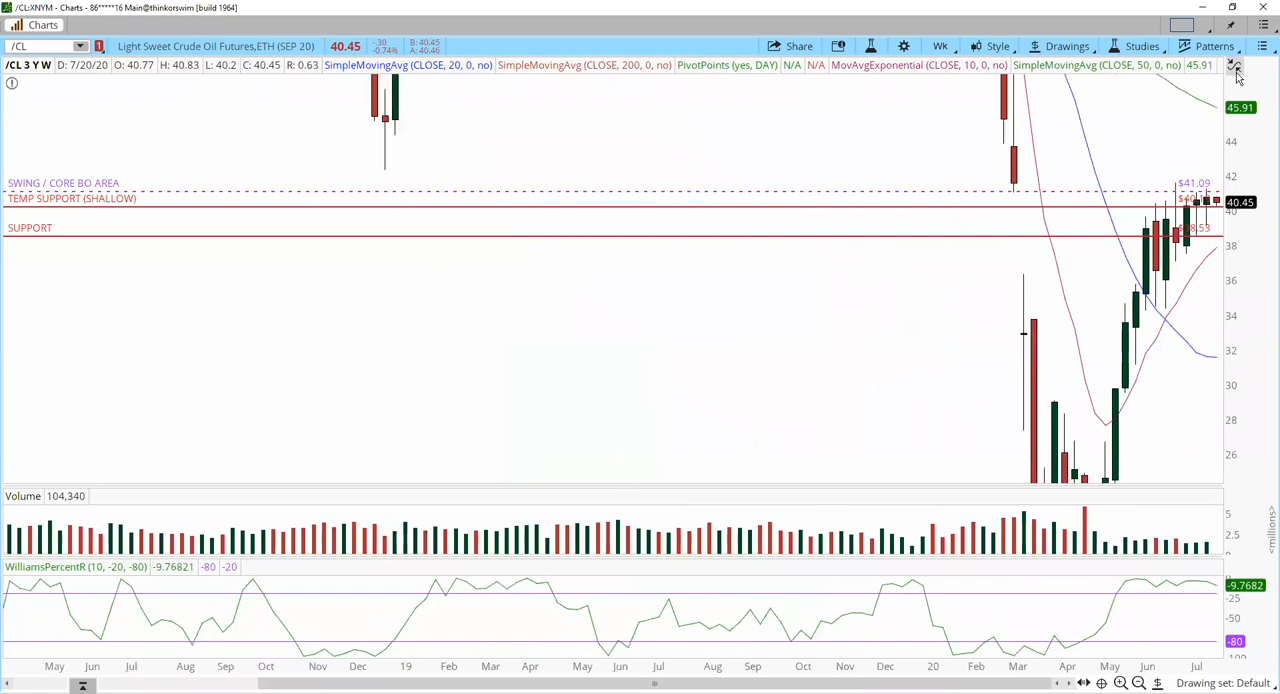 /CL:XNYM - Charts - 86*****16 Main@thinkorswim [build 1964]
Charts
/CL 1 Light Sweet Crude Oil Futures,ETH (SEP 20) 40.45 -.30 -0.74% B: 40.45 A: 40.45 Share Wk Style Drawings Studies Patterns
/CL 3 Y W D: 7/20/20 O: 40.77 H: 40.83 L: 40.2 C: 40.45 R: 0.63 SimpleMovingAvg (CLOSE, 20, 0, no) SimpleMovingAvg (CLOSE, 200, 0, no) PivotPoints (yes, DAY) N/A N/A MovAvgExponential (CLOSE, 10, 0, no) SimpleMovingAvg (CLOSE, 50, 0, no) 45.91
45.91
44
42
SWING / CORE BO AREA $41.09
TEMP SUPPORT (SHALLOW)
40.45
40
SUPPORT
38
36
34
32
30
28
26
Volume 104,340
5
2.5
<millions>
WilliamsPercentR (10, -20, -80) -9.76821 -80 -20
-9.7682
-25
-50
-80
May Jun Jul Aug Sep Oct Nov Dec 19 Feb Mar Apr May Jun Jul Aug Sep Oct Nov Dec 20 Feb Mar Apr May Jun Jul
Drawing set: Default